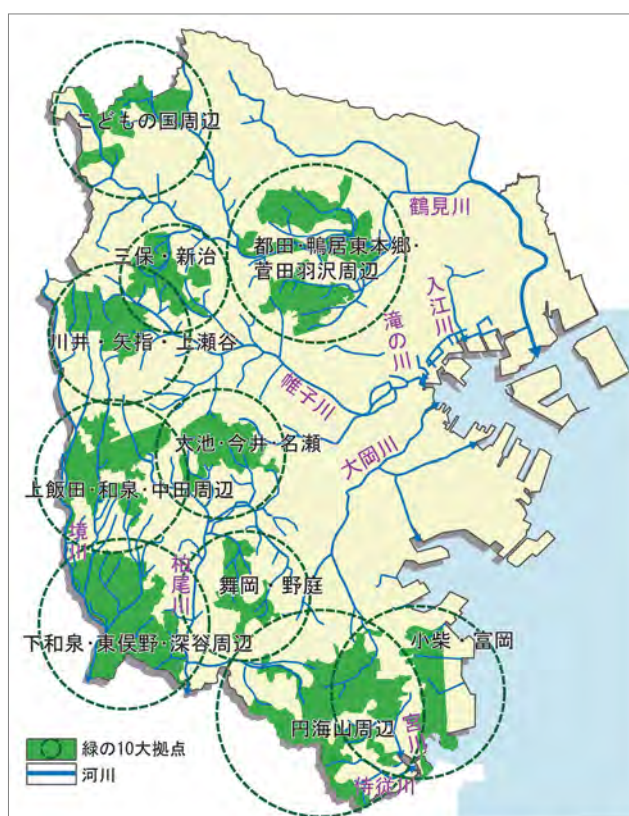 こどもの国周辺
鶴見川
都田・鴨居東本郷・
菅田羽沢周辺
三保・新治
入江川
滝の川
川井・矢指・上瀬谷
帷子川
大池・今井・名瀬
大岡川
上飯田・和泉・中田周辺
境川
柏尾川
舞岡・野庭
下和泉・東俣野・深谷周辺
小柴・富岡
円海山周辺
宮川
侍従川
緑の10大拠点
河川